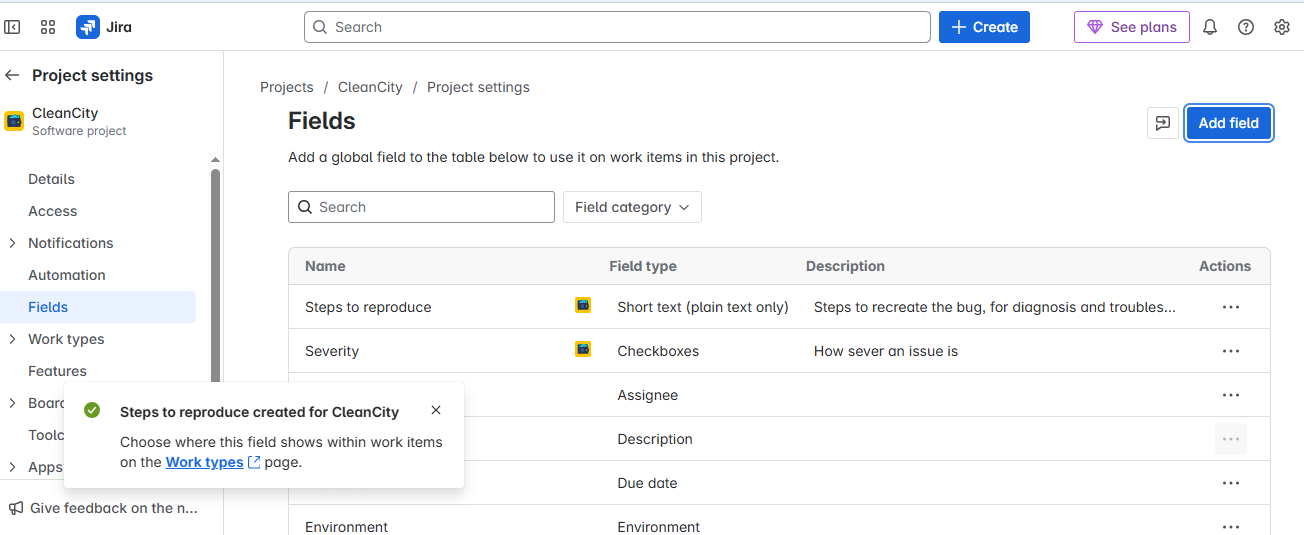 Jira
Search
Create
See plans
Project settings
CleanCity
Software project
Details
Access
Notifications
Automation
Fields
Work types
Features
Boar
Toolc
Apps
Give feedback on the n...
Projects / CleanCity / Project settings
Fields
Add field
Add a global field to the table below to use it on work items in this project.
Search
Field category
Name Field type Description Actions
Steps to reproduce Short text (plain text only) Steps to recreate the bug, for diagnosis and troubles...
Severity Checkboxes How sever an issue is
Assignee
Description
Due date
Environment Environment
Steps to reproduce created for CleanCity
Choose where this field shows within work items
on the Work types page.